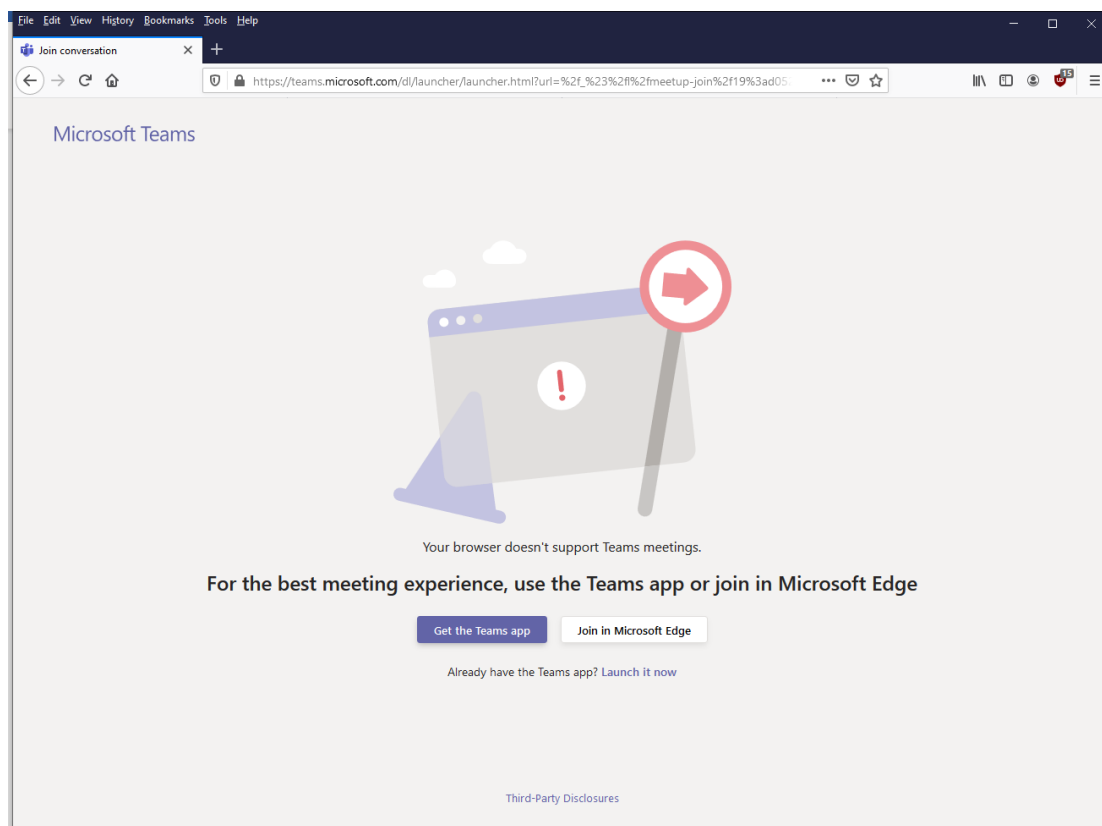 File Edit View History Bookmarks Tools Help
Join conversation
https://teams.microsoft.com/dl/launcher/launcher.html?url=%2f_%23%2fl%2fmeetup-join%2f19%3ad05
15
Microsoft Teams
Your browser doesn't support Teams meetings.
For the best meeting experience, use the Teams app or join in Microsoft Edge
Get the Teams app Join in Microsoft Edge
Already have the Teams app? Launch it now
Third-Party Disclosures